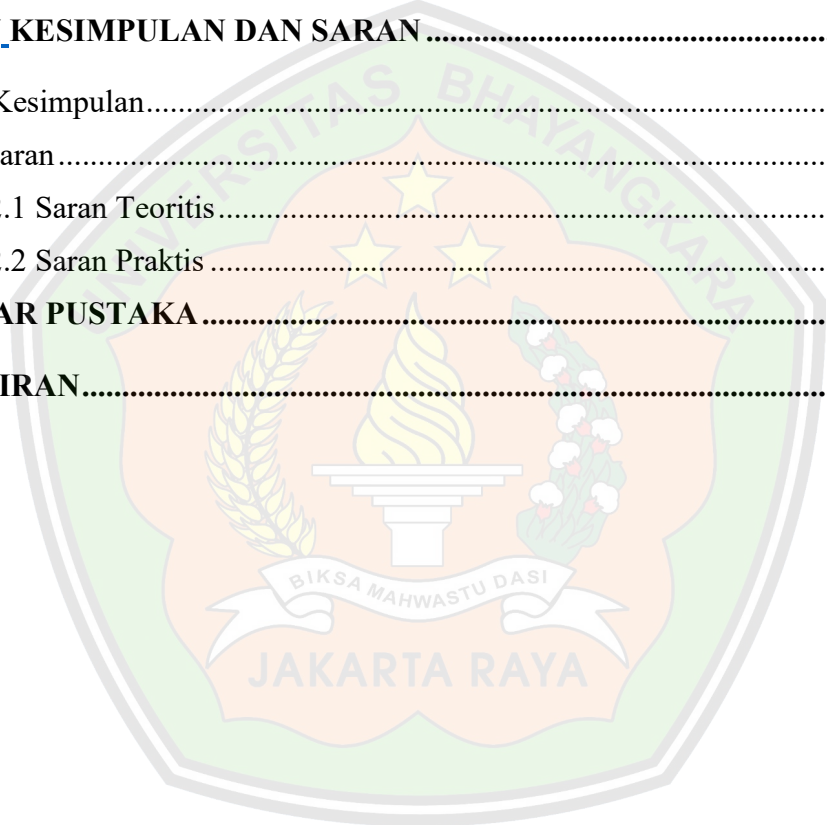 KESIMPULAN DAN SARAN ..........................................................
Kesimpulan..........................................................................................
aran .....................................................................................................
.1 Saran Teoritis .................................................................................
.2 Saran Praktis ..................................................................................
AR PUSTAKA ....................................................................................
IRAN...................................................................................................
UNIVERSITAS BHAYANGKARA
BIKSA MAHWASTU DASI
JAKARTA RAYA